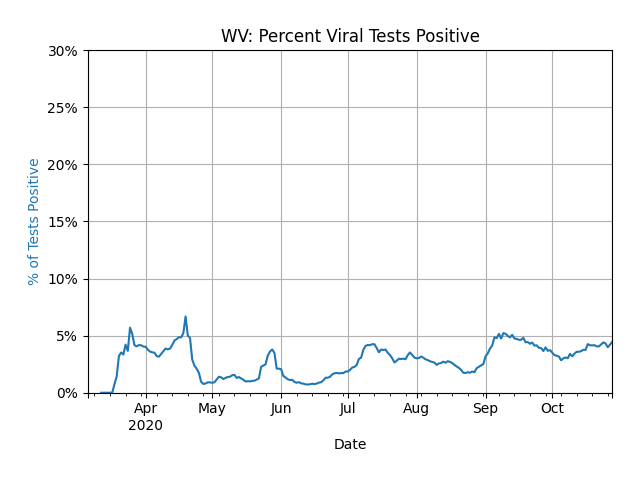 WV: Percent Viral Tests Positive
30%
25%
20%
15%
10%
5%
0%
% of Tests Positive
Apr May Jun Jul Aug Sep Oct
2020
Date